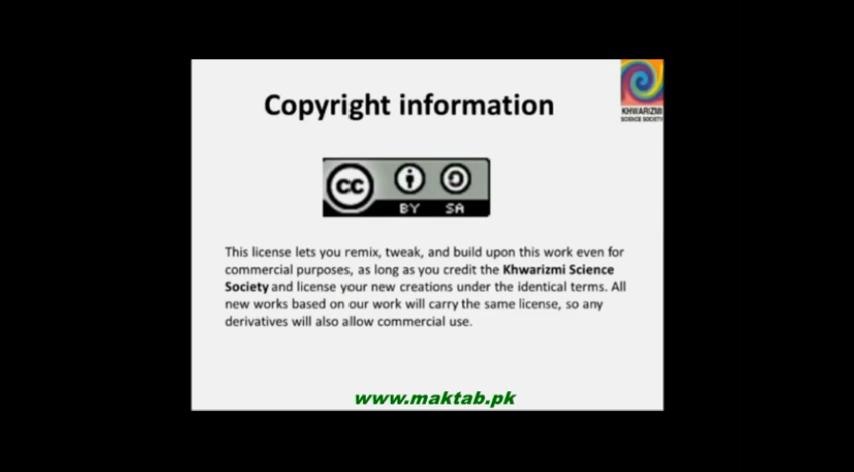 Copyright information
KHWARIZMI
SCIENCE SOCIETY
cc
BY SA
This license lets you remix, tweak, and build upon this work even for
commercial purposes, as long as you credit the Khwarizmi Science
Society and license your new creations under the identical terms. All
new works based on our work will carry the same license, so any
derivatives will also allow commercial use.
www.maktab.pk